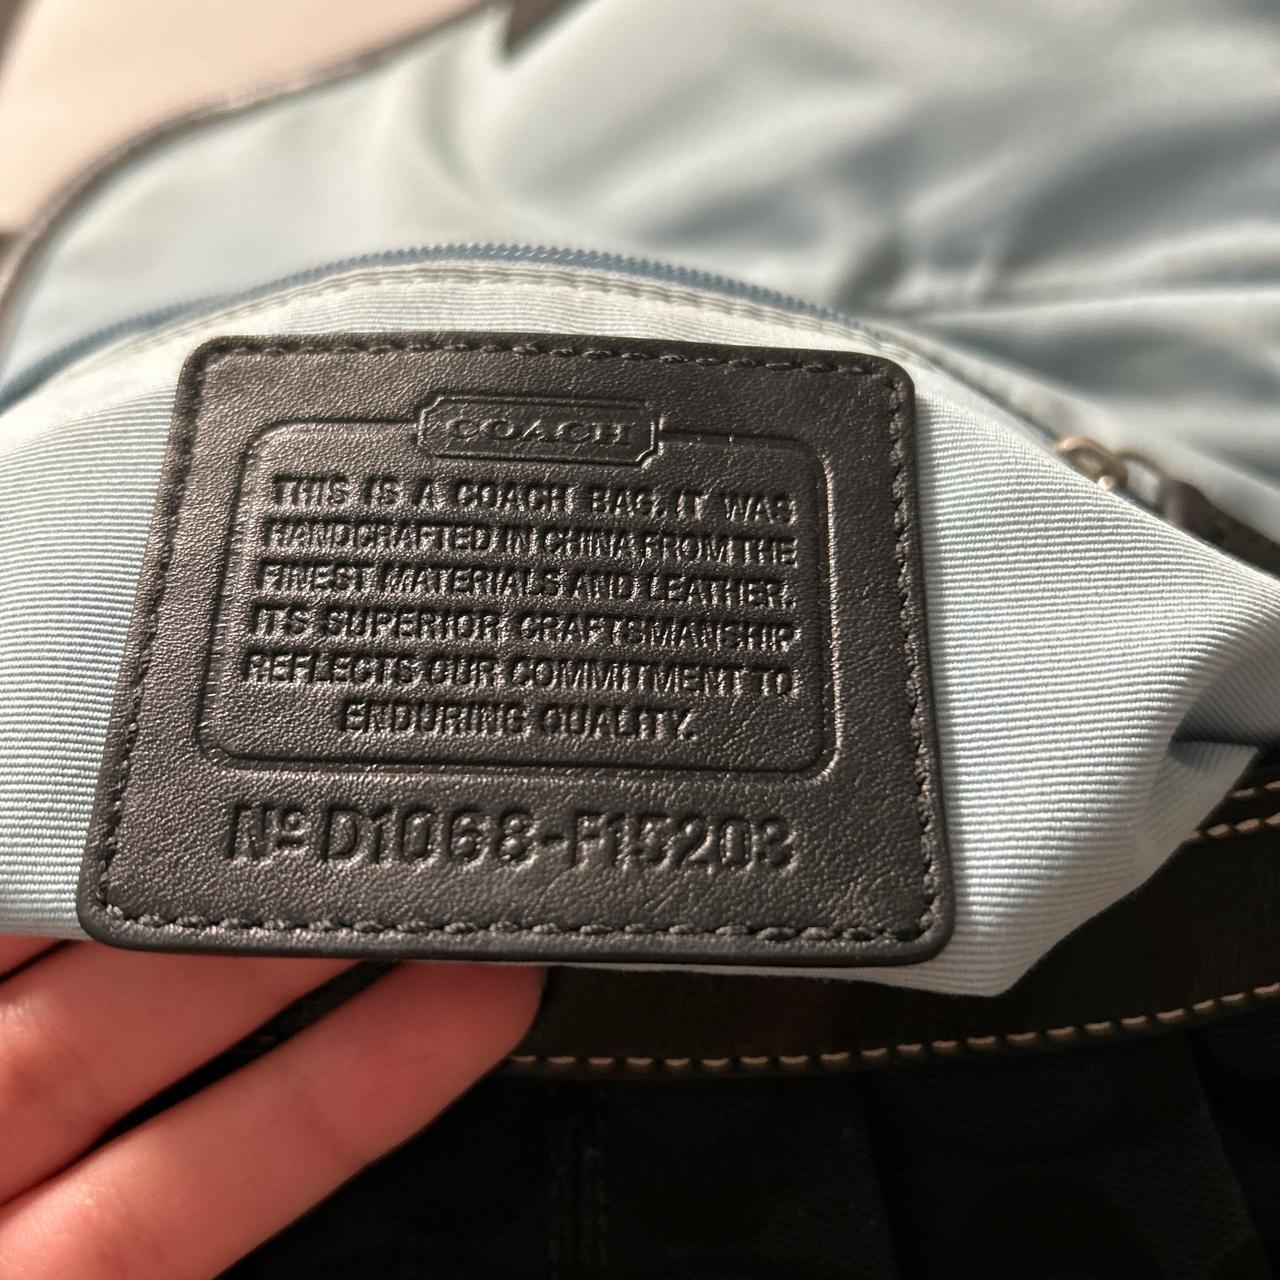 COACH
THIS IS A COACH BAG. IT WAS
HANDCRAFTED IN CHINA FROM THE
FINEST MATERIALS AND LEATHER.
ITS SUPERIOR CRAFTSMANSHIP
REFLECTS OUR COMMITMENT TO
ENDURING QUALITY.
Nº D1068-F15203